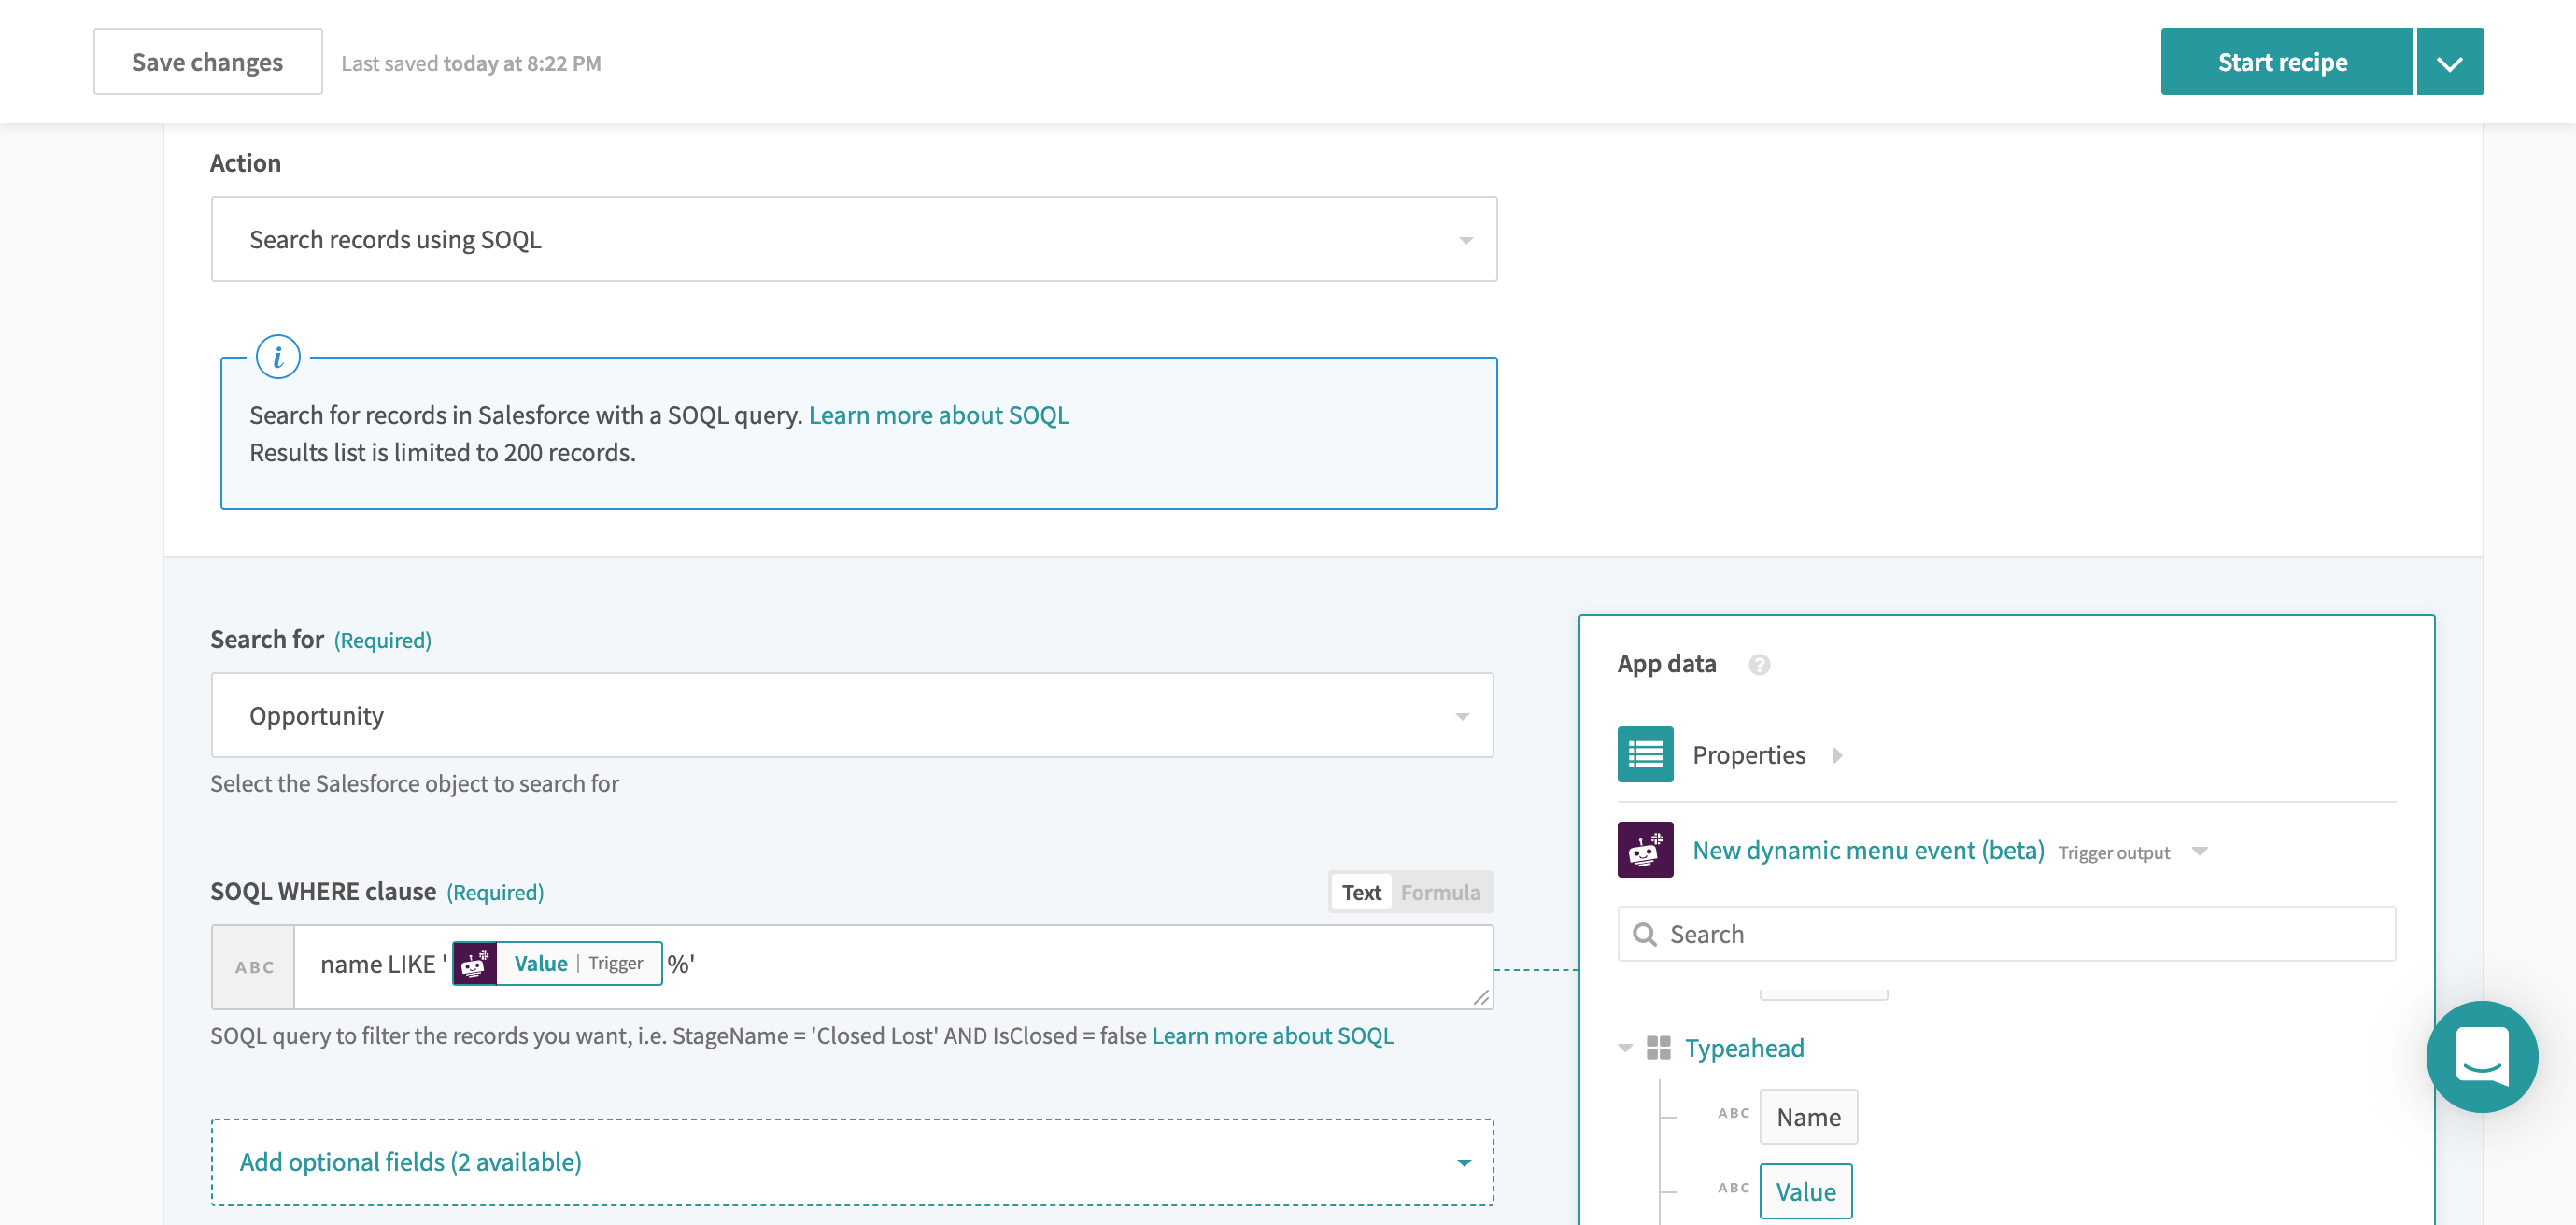 Save changes
Last saved today at 8:22 PM
Start recipe
Action
Search records using SOQL
i
Search for records in Salesforce with a SOQL query. Learn more about SOQL
Results list is limited to 200 records.
Search for (Required)
Opportunity
Select the Salesforce object to search for
SOQL WHERE clause (Required)
Text Formula
ABC name LIKE ' Value | Trigger %'
SOQL query to filter the records you want, i.e. StageName = 'Closed Lost' AND IsClosed = false Learn more about SOQL
Add optional fields (2 available)
App data ?
Properties
New dynamic menu event (beta) Trigger output
Search
Typeahead
ABC Name
ABC Value